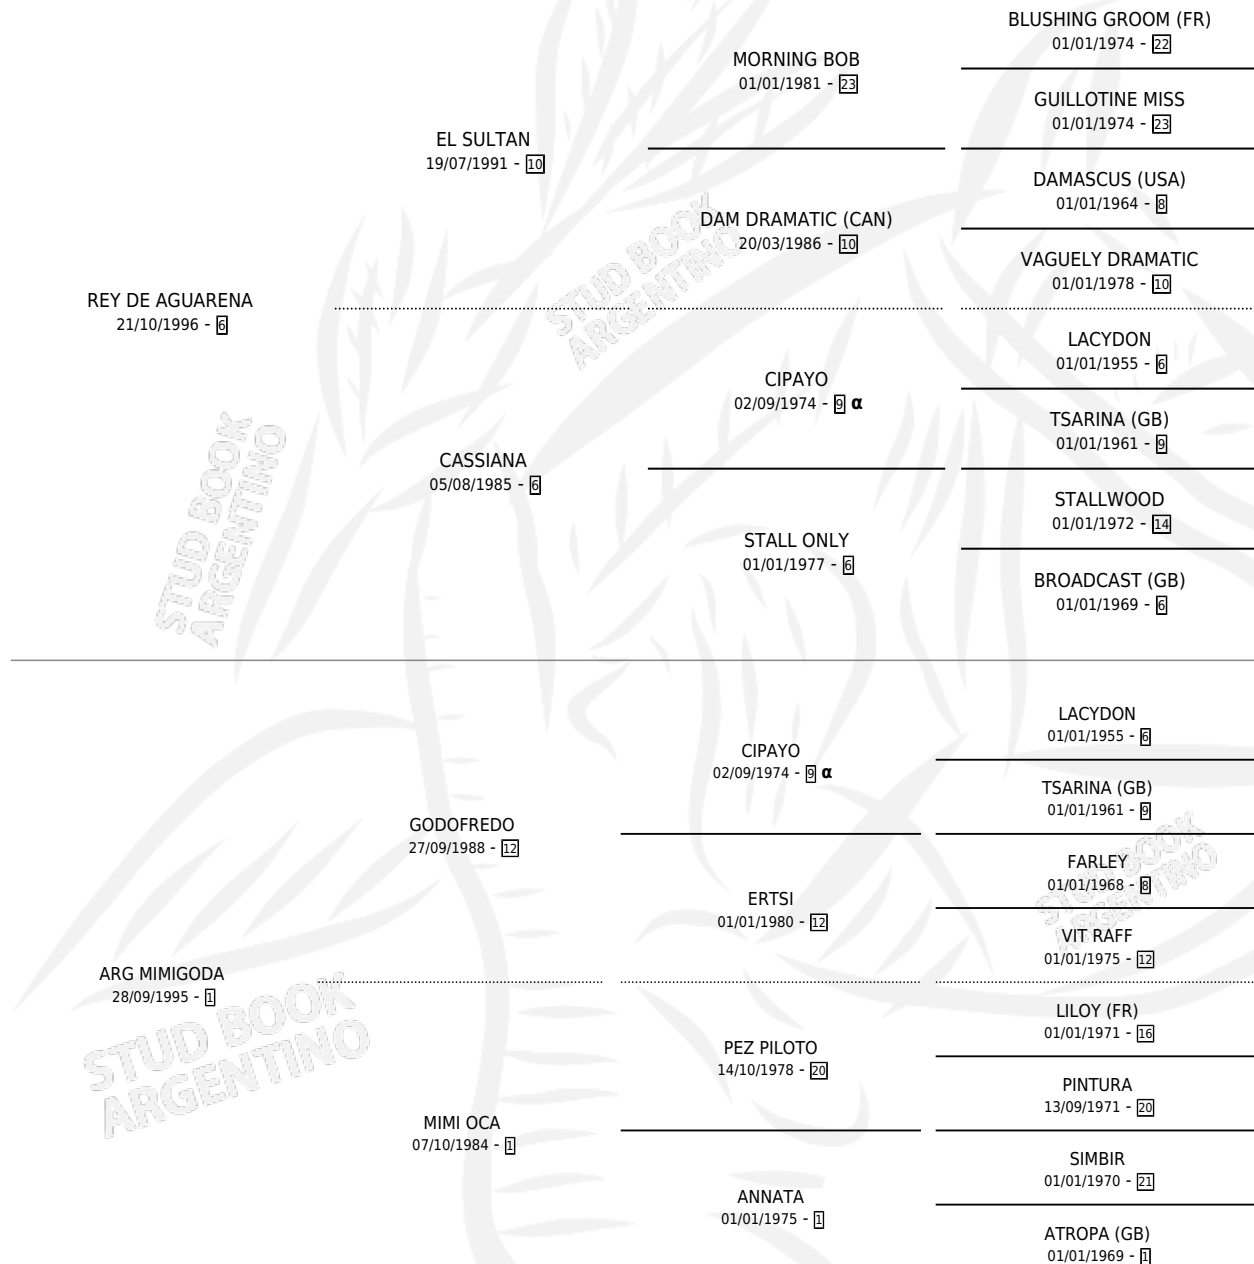 BLUSHING GROOM (FR)
01/01/1974 - 22
MORNING BOB
01/01/1981 - 23
GUILLOTINE MISS
01/01/1974 - 23
EL SULTAN
19/07/1991 - 10
DAMASCUS (USA)
01/01/1964 - 8
DAM DRAMATIC (CAN)
20/03/1986 - 10
VAGUELY DRAMATIC
01/01/1978 - 10
REY DE AGUARENA
21/10/1996 - 6
LACYDON
01/01/1955 - 6
CIPAYO
02/09/1974 - 9 α
TSARINA (GB)
01/01/1961 - 9
CASSIANA
05/08/1985 - 6
STALLWOOD
01/01/1972 - 14
STALL ONLY
01/01/1977 - 6
BROADCAST (GB)
01/01/1969 - 6
LACYDON
01/01/1955 - 6
CIPAYO
02/09/1974 - 9 α
TSARINA (GB)
01/01/1961 - 9
GODOFREDO
27/09/1988 - 12
FARLEY
01/01/1968 - 8
ERTSI
01/01/1980 - 12
VIT RAFF
01/01/1975 - 12
ARG MIMIGODA
28/09/1995 - 1
LILOY (FR)
01/01/1971 - 16
PEZ PILOTO
14/10/1978 - 20
PINTURA
13/09/1971 - 20
MIMI OCA
07/10/1984 - 1
SIMBIR
01/01/1970 - 21
ANNATA
01/01/1975 - 1
ATROPA (GB)
01/01/1969 - 1
STUD BOOK
ARGENTINO
STUD BOOK
ARGENTINO
STUD BOOK
ARGENTINO
STUD BOOK
ARGENTINO